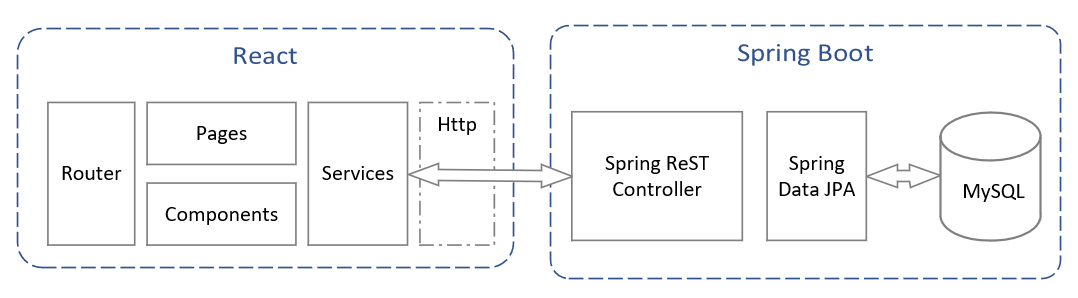 React
Spring Boot
Router
Pages
Components
Services
Http
Spring ReST
Controller
Spring
Data JPA
MySQL